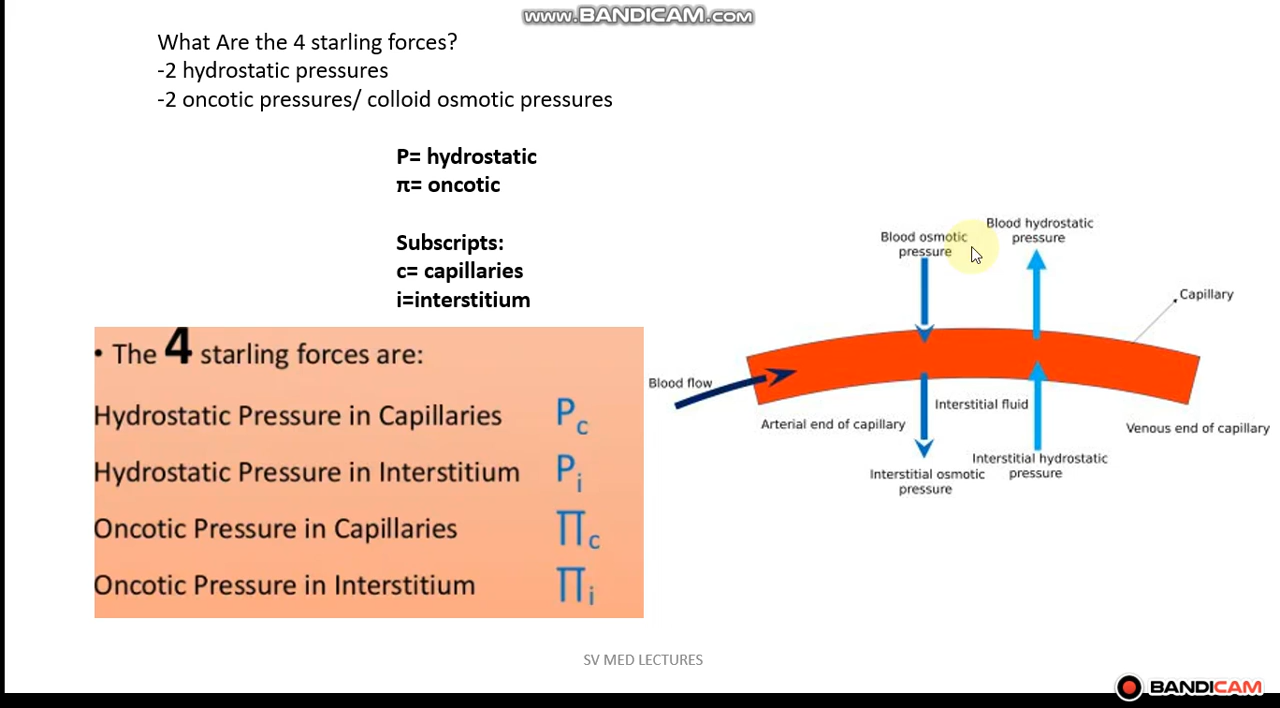 www.BANDICAM.com
What Are the 4 starling forces?
-2 hydrostatic pressures
-2 oncotic pressures/ colloid osmotic pressures
P= hydrostatic
π= oncotic
Subscripts:
c= capillaries
i=interstitium
• The 4 starling forces are:
Hydrostatic Pressure in Capillaries Pc
Hydrostatic Pressure in Interstitium Pi
Oncotic Pressure in Capillaries Πc
Oncotic Pressure in Interstitium Πi
Blood osmotic
pressure
Blood hydrostatic
pressure
Capillary
Blood flow
Interstitial fluid
Arterial end of capillary
Venous end of capillary
Interstitial osmotic
pressure
Interstitial hydrostatic
pressure
SV MED LECTURES
BANDICAM